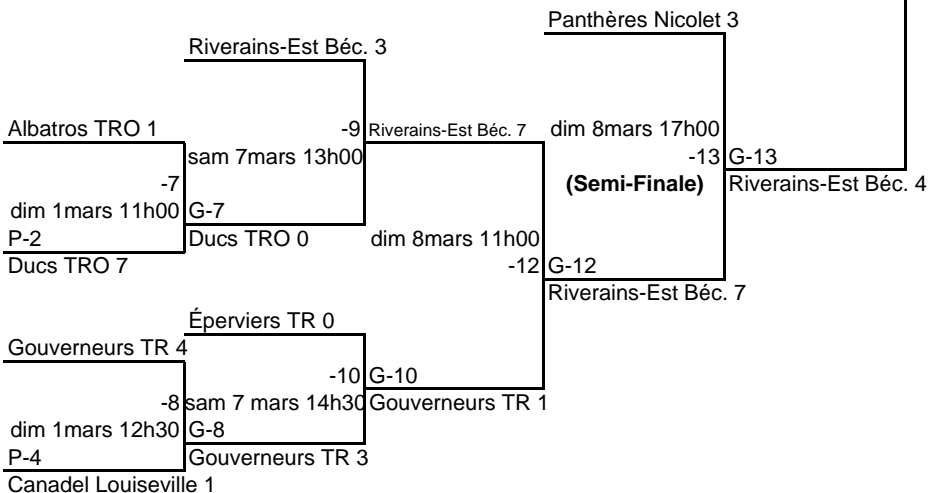 Panthères Nicolet 3
Riverains-Est Béc. 3
Albatros TRO 1
-9 Riverains-Est Béc. 7
dim 8mars 17h00
sam 7mars 13h00
-13 G-13
-7
(Semi-Finale)
Riverains-Est Béc. 4
dim 1mars 11h00 G-7
P-2
Ducs TRO 0
dim 8mars 11h00
Ducs TRO 7
-12 G-12
Riverains-Est Béc. 7
Éperviers TR 0
Gouverneurs TR 4
-10 G-10
-8 sam 7 mars 14h30 Gouverneurs TR 1
dim 1mars 12h30 G-8
P-4
Gouverneurs TR 3
Canadel Louiseville 1